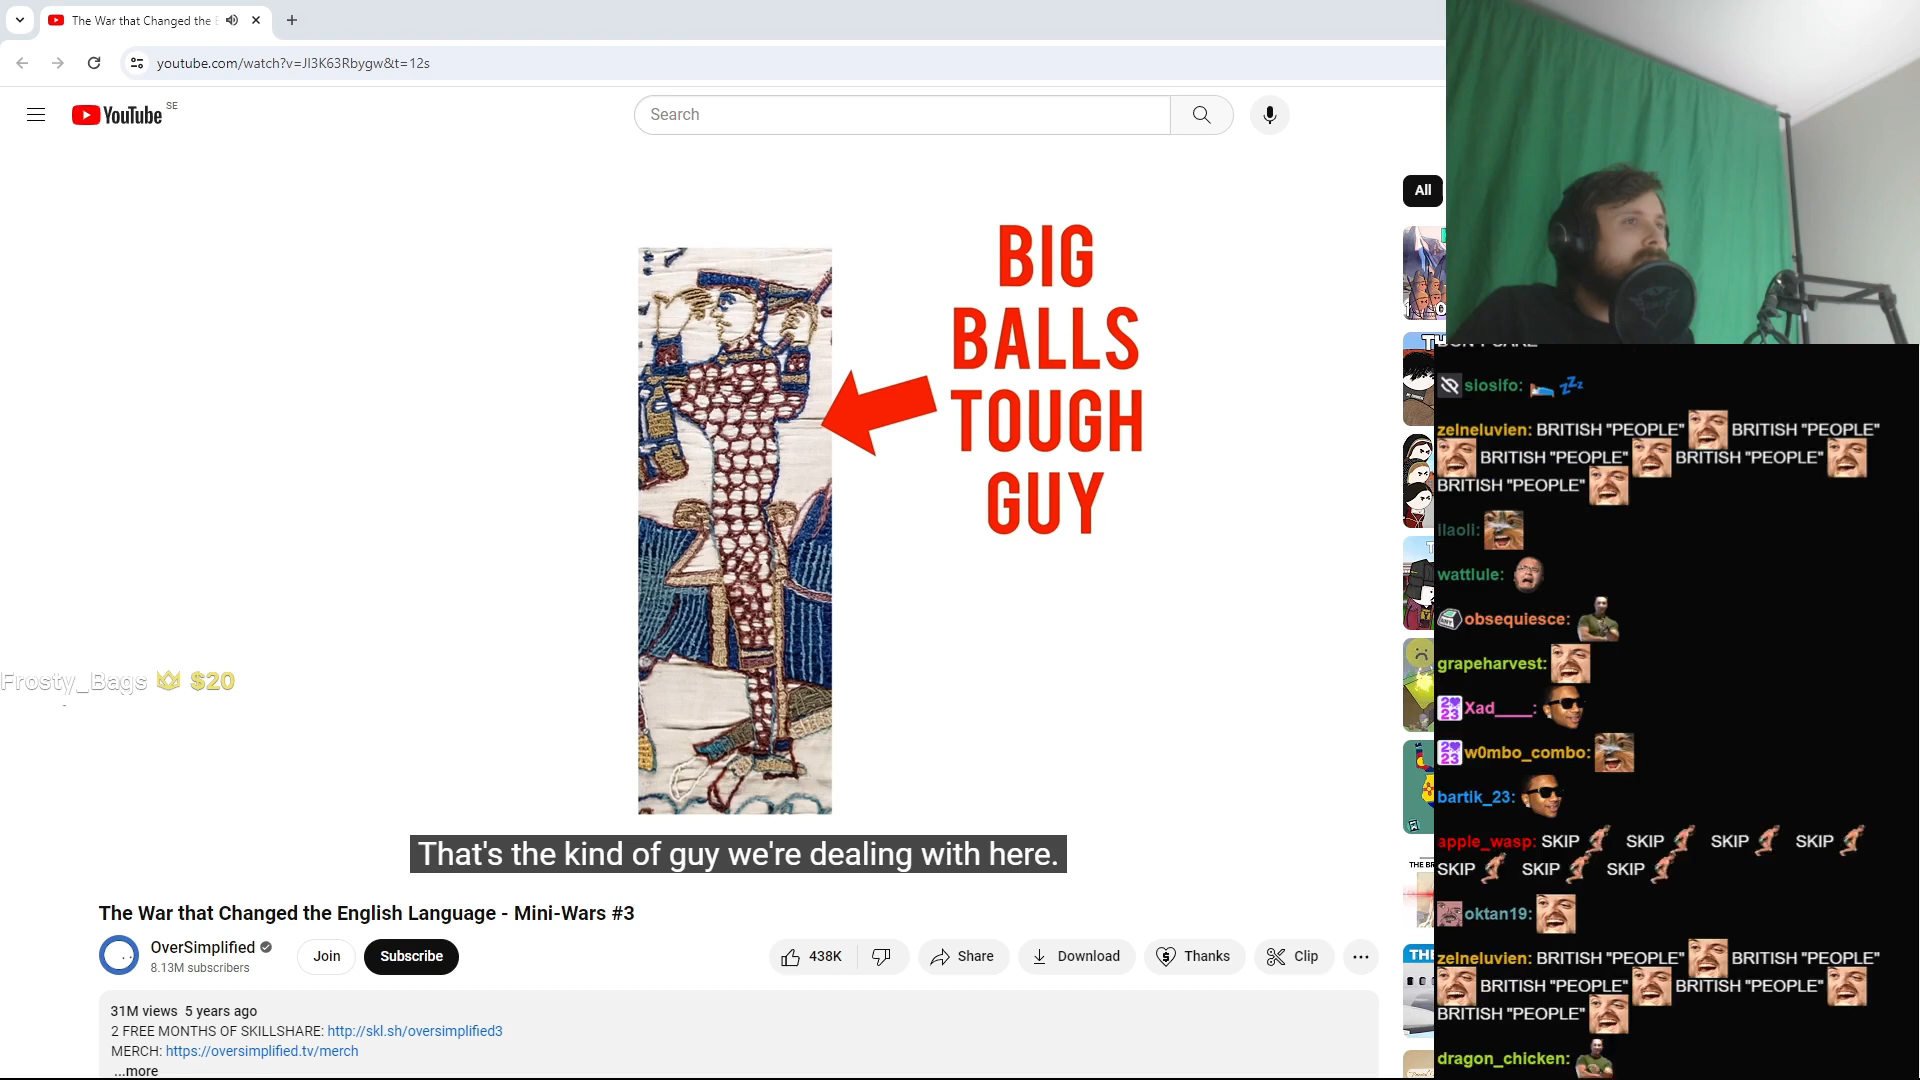 The War that Changed the E
youtube.com/watch?v=JI3K63Rbygw&t=12s
YouTube SE
Search
All
BIG
BALLS
TOUGH
GUY
Frosty_Bags $20
That's the kind of guy we're dealing with here.
The War that Changed the English Language - Mini-Wars #3
OverSimplified
8.13M subscribers
Join
Subscribe
438K
Share
Download
Thanks
Clip
31M views 5 years ago
2 FREE MONTHS OF SKILLSHARE: http://skl.sh/oversimplified3
MERCH: https://oversimplified.tv/merch
...more
THE BR
THE
slosifo:
zelneluvien: BRITISH "PEOPLE" BRITISH "PEOPLE"
BRITISH "PEOPLE" BRITISH "PEOPLE"
BRITISH "PEOPLE"
llaoli:
wattlule:
obsequiesce:
grapeharvest:
Xad____:
w0mbo_combo:
bartik_23:
apple_wasp: SKIP SKIP SKIP SKIP
SKIP SKIP SKIP
oktan19:
zelneluvien: BRITISH "PEOPLE" BRITISH "PEOPLE"
BRITISH "PEOPLE" BRITISH "PEOPLE"
BRITISH "PEOPLE"
dragon_chicken: